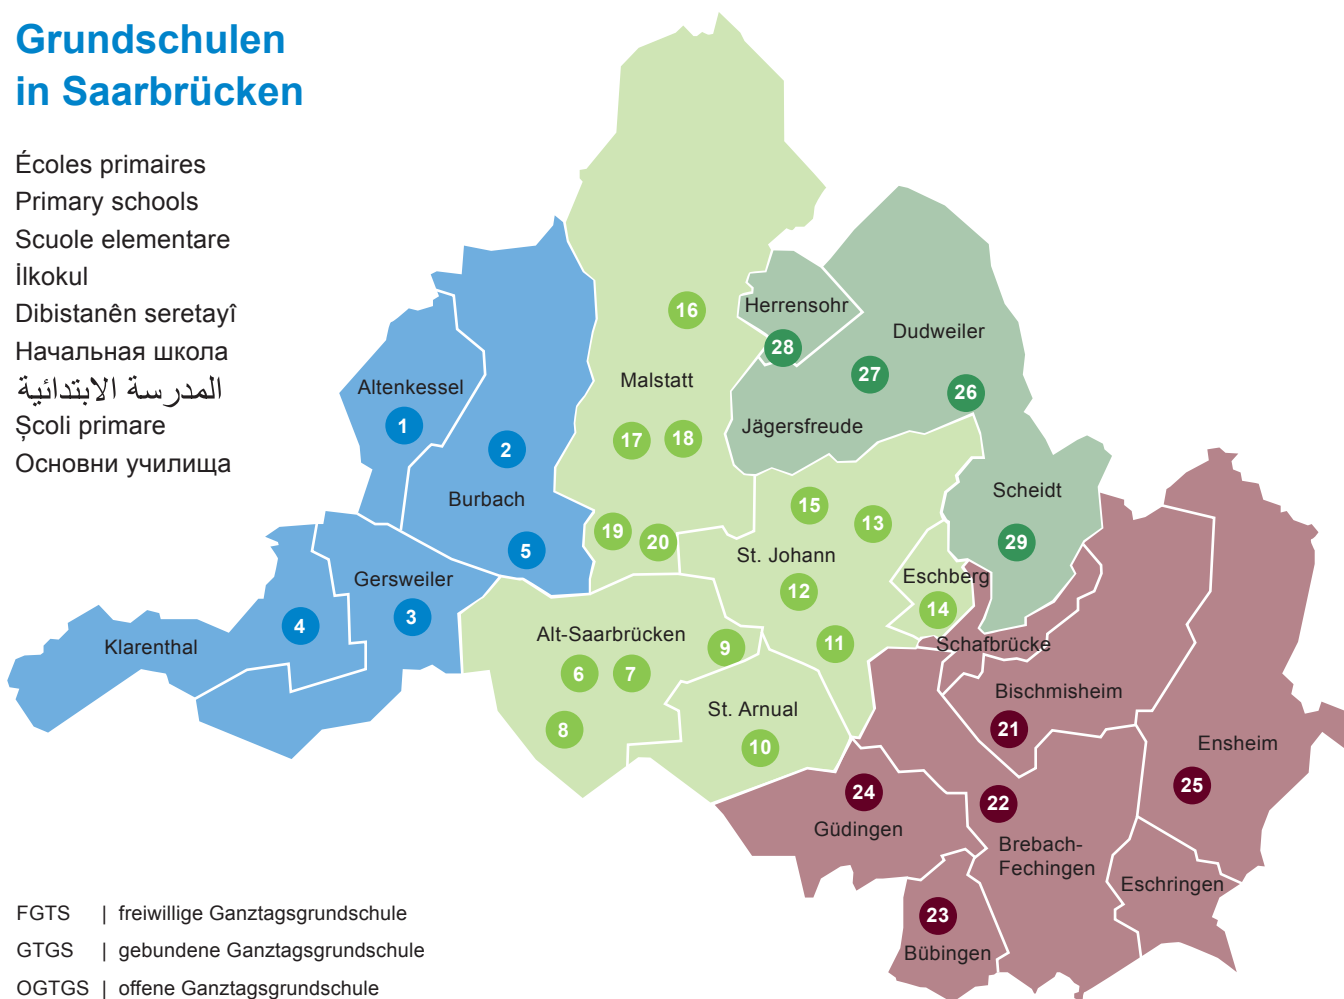 Grundschulen
in Saarbrücken
Écoles primaires
Primary schools
Scuole elementare
İlkokul
Dibistanên seretayî
Начальная школа
المدرسة الابتدائية
Școli primare
Основни училища
16
Herrensohr
28
Dudweiler
27
26
Malstatt
Altenkessel
1
17
18
Jägersfreude
2
Burbach
15
13
Scheidt
19
20
5
St. Johann
29
Gersweiler
12
Eschberg
14
3
4
Klarenthal
Alt-Saarbrücken
9
11
Schafbrücke
6
7
Bischmisheim
St. Arnual
8
10
21
Ensheim
24
22
25
Güdingen
Brebach-
Fechingen
Eschringen
23
Bübingen
FGTS | freiwillige Ganztagsgrundschule
GTGS | gebundene Ganztagsgrundschule
OGTGS | offene Ganztagsgrundschule